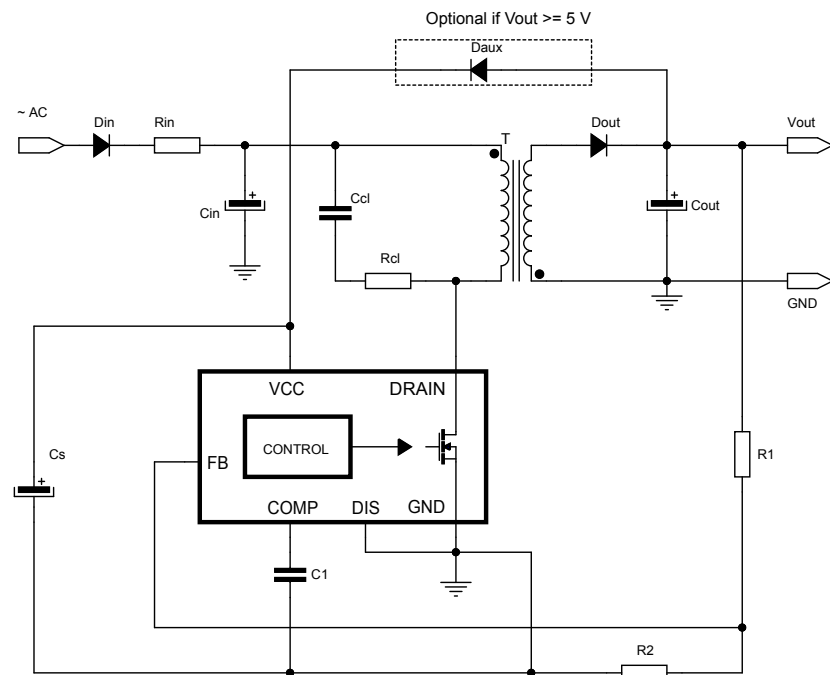 Optional if Vout >= 5 V
Daux
~ AC
Din
Rin
T
Dout
Vout
Cin
+
Ccl
+
Cout
Rcl
GND
VCC
DRAIN
CONTROL
FB
Cs
+
R1
COMP
DIS
GND
C1
R2